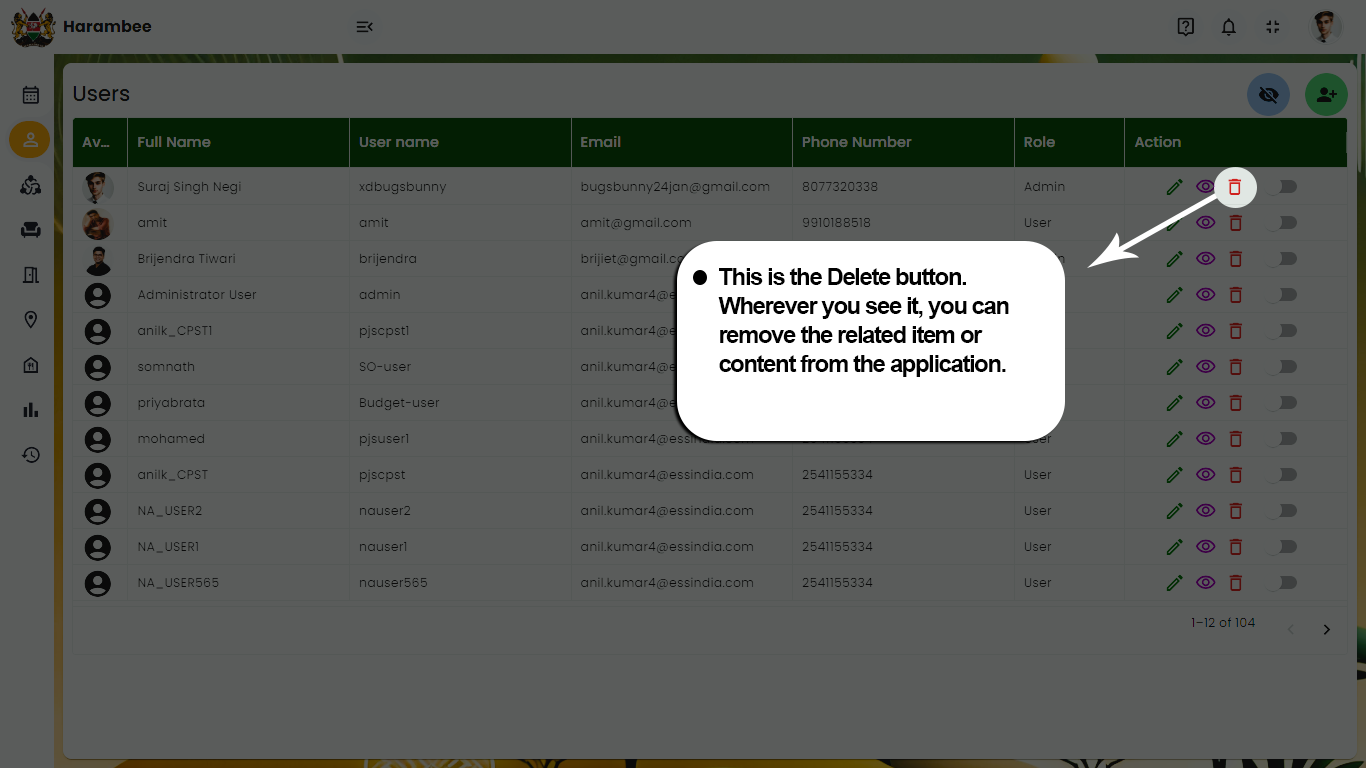 Harambee
Users
Av... Full Name User name Email Phone Number Role Action
Suraj Singh Negi xdbugsbunny bugsbunny24jan@gmail.com 8077320338 Admin
amit amit amit@gmail.com 9910188518 User
Brijendra Tiwari brijendra brijiet@gmail.co
Administrator User admin anil.kumar4@e
anilk_CPST1 pjscpst1 anil.kumar4@e
somnath SO-user anil.kumar4@e
priyabrata Budget-user anil.kumar4@e
mohamed pjsuser1 anil.kumar4@essindia.com 2541155334 User
anilk_CPST pjscpst anil.kumar4@essindia.com 2541155334 User
NA_USER2 nauser2 anil.kumar4@essindia.com 2541155334 User
NA_USER1 nauser1 anil.kumar4@essindia.com 2541155334 User
NA_USER565 nauser565 anil.kumar4@essindia.com 2541155334 User
1–12 of 104
● This is the Delete button.
Wherever you see it, you can
remove the related item or
content from the application.